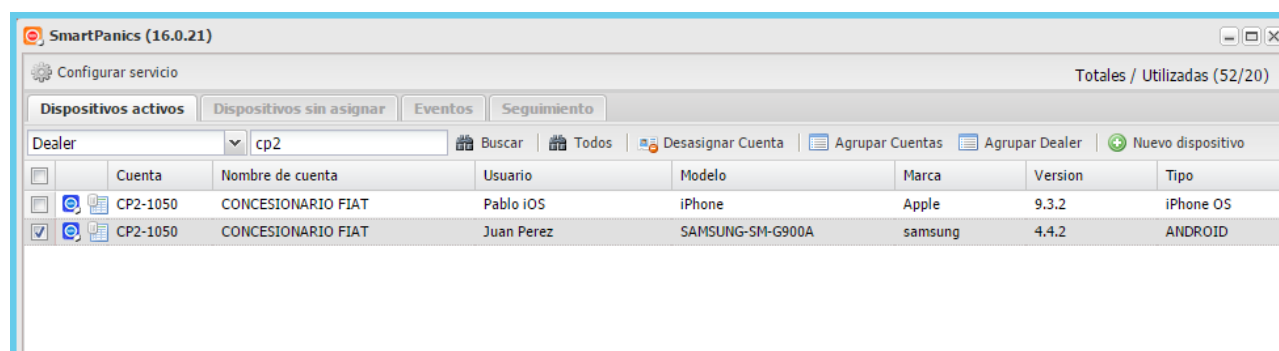 SmartPanics (16.0.21)
Configurar servicio Totales / Utilizadas (52/20)
Dispositivos activos Dispositivos sin asignar Eventos Seguimiento
Dealer cp2 Buscar Todos Desasignar Cuenta Agrupar Cuentas Agrupar Dealer Nuevo dispositivo
Cuenta Nombre de cuenta Usuario Modelo Marca Version Tipo
CP2-1050 CONCESIONARIO FIAT Pablo iOS iPhone Apple 9.3.2 iPhone OS
CP2-1050 CONCESIONARIO FIAT Juan Perez SAMSUNG-SM-G900A samsung 4.4.2 ANDROID